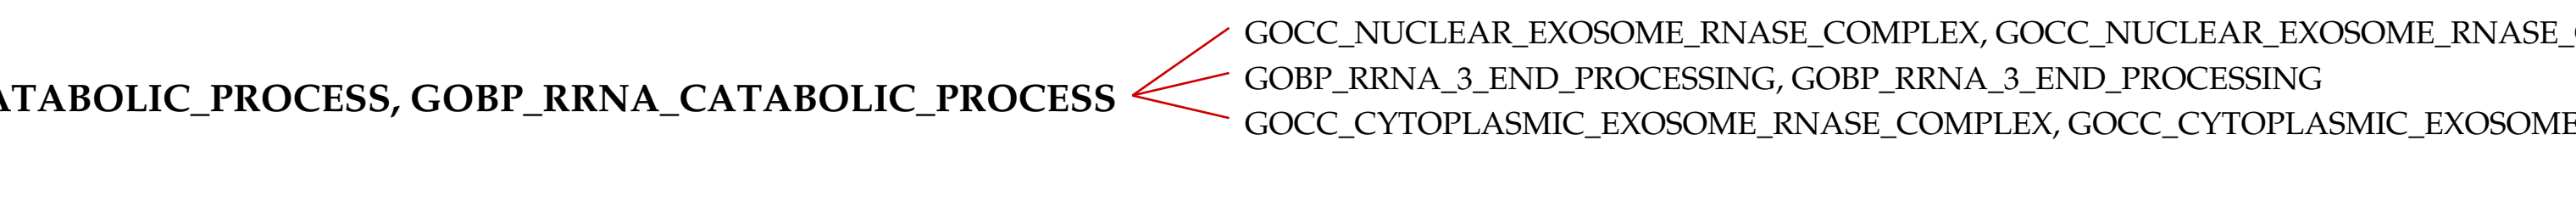 GOCC_NUCLEAR_EXOSOME_RNASE_COMPLEX, GOCC_NUCLEAR_EXOSOME_RNASE_
GOBP_RRNA_3_END_PROCESSING, GOBP_RRNA_3_END_PROCESSING
ATABOLIC_PROCESS, GOBP_RRNA_CATABOLIC_PROCESS
GOCC_CYTOPLASMIC_EXOSOME_RNASE_COMPLEX, GOCC_CYTOPLASMIC_EXOSOME